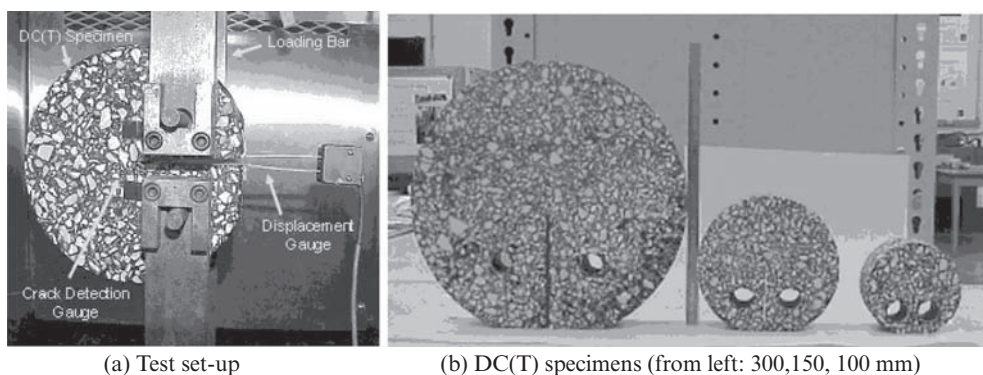 DC(T) Specimen
Loading Bar
Displacement
Gauge
Crack Detection
Gauge
(a) Test set-up
(b) DC(T) specimens (from left: 300,150, 100 mm)